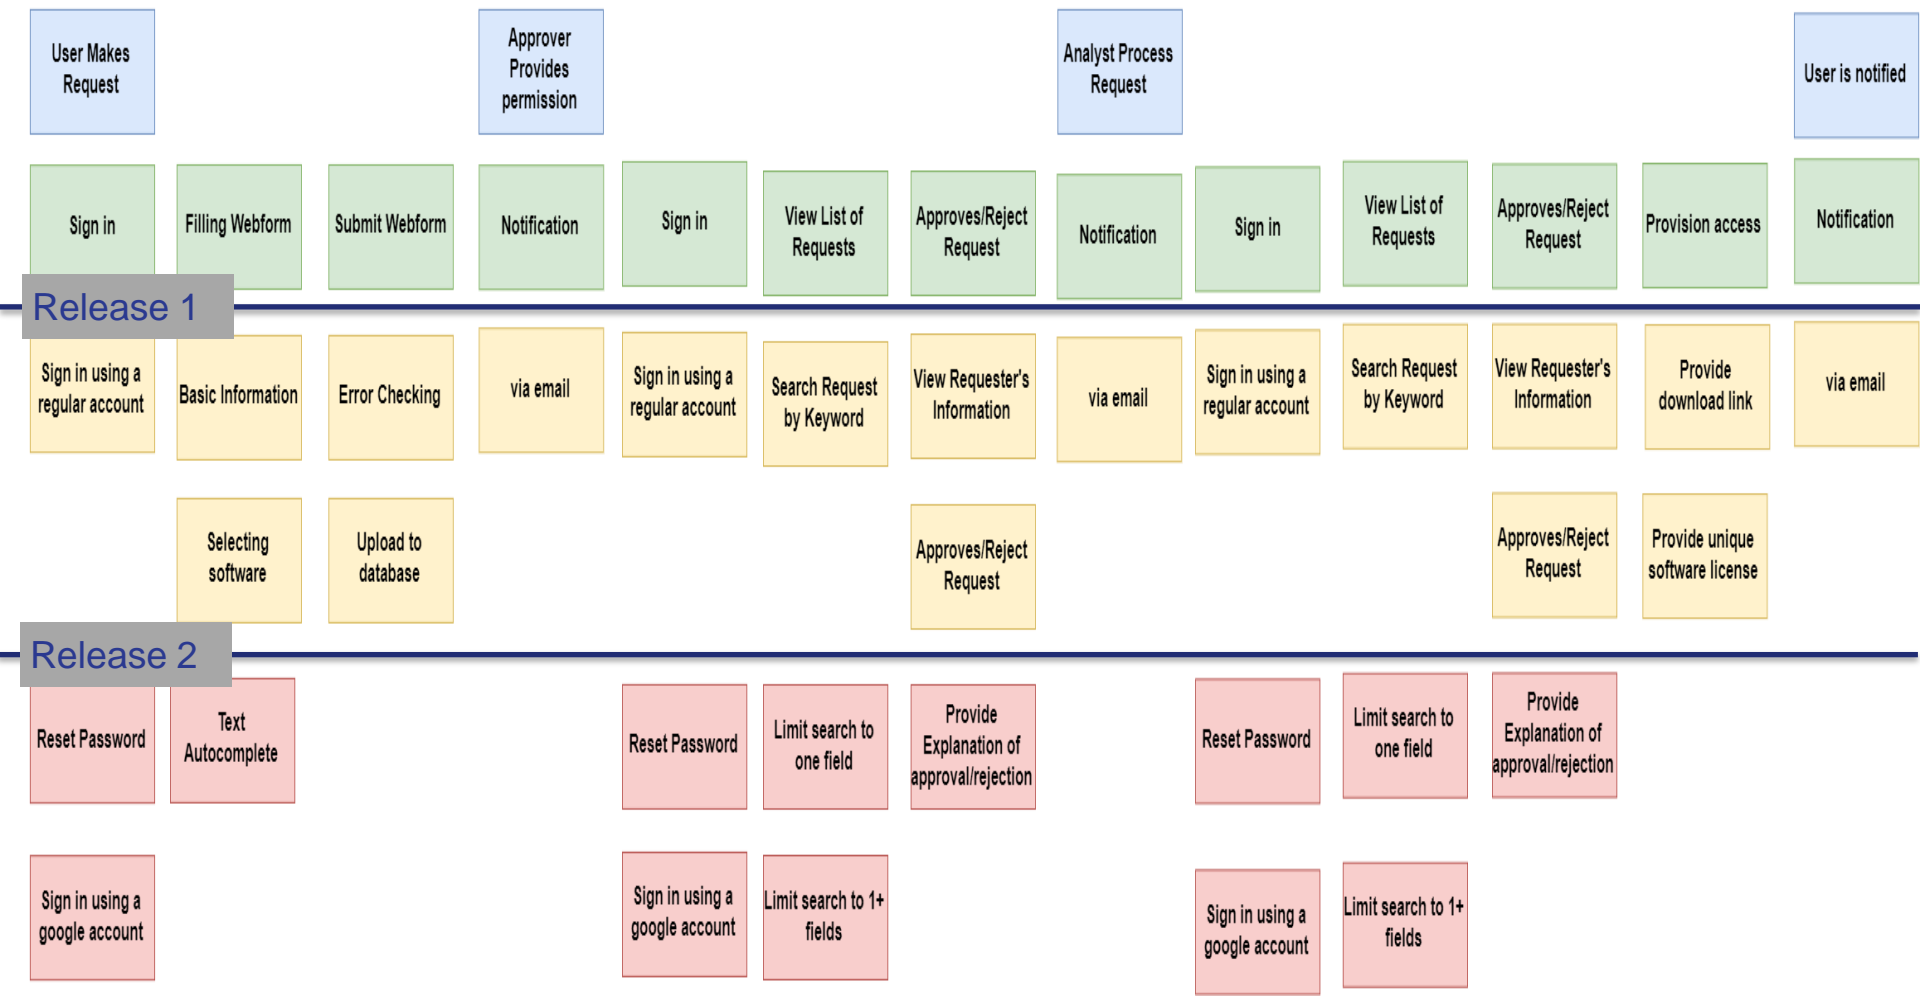 User Makes
Request
Approver
Provides
permission
Analyst Process
Request
User is notified
Sign in
Filling Webform
Submit Webform
Notification
Sign in
View List of
Requests
Approves/Reject
Request
Notification
Sign in
View List of
Requests
Approves/Reject
Request
Provision access
Notification
Release 1
Sign in using a
regular account
Basic Information
Error Checking
via email
Sign in using a
regular account
Search Request
by Keyword
View Requester's
Information
via email
Sign in using a
regular account
Search Request
by Keyword
View Requester's
Information
Provide
download link
via email
Selecting
software
Upload to
database
Approves/Reject
Request
Approves/Reject
Request
Provide unique
software license
Release 2
Reset Password
Text
Autocomplete
Reset Password
Limit search to
one field
Provide
Explanation of
approval/rejection
Reset Password
Limit search to
one field
Provide
Explanation of
approval/rejection
Sign in using a
google account
Sign in using a
google account
Limit search to 1+
fields
Sign in using a
google account
Limit search to 1+
fields